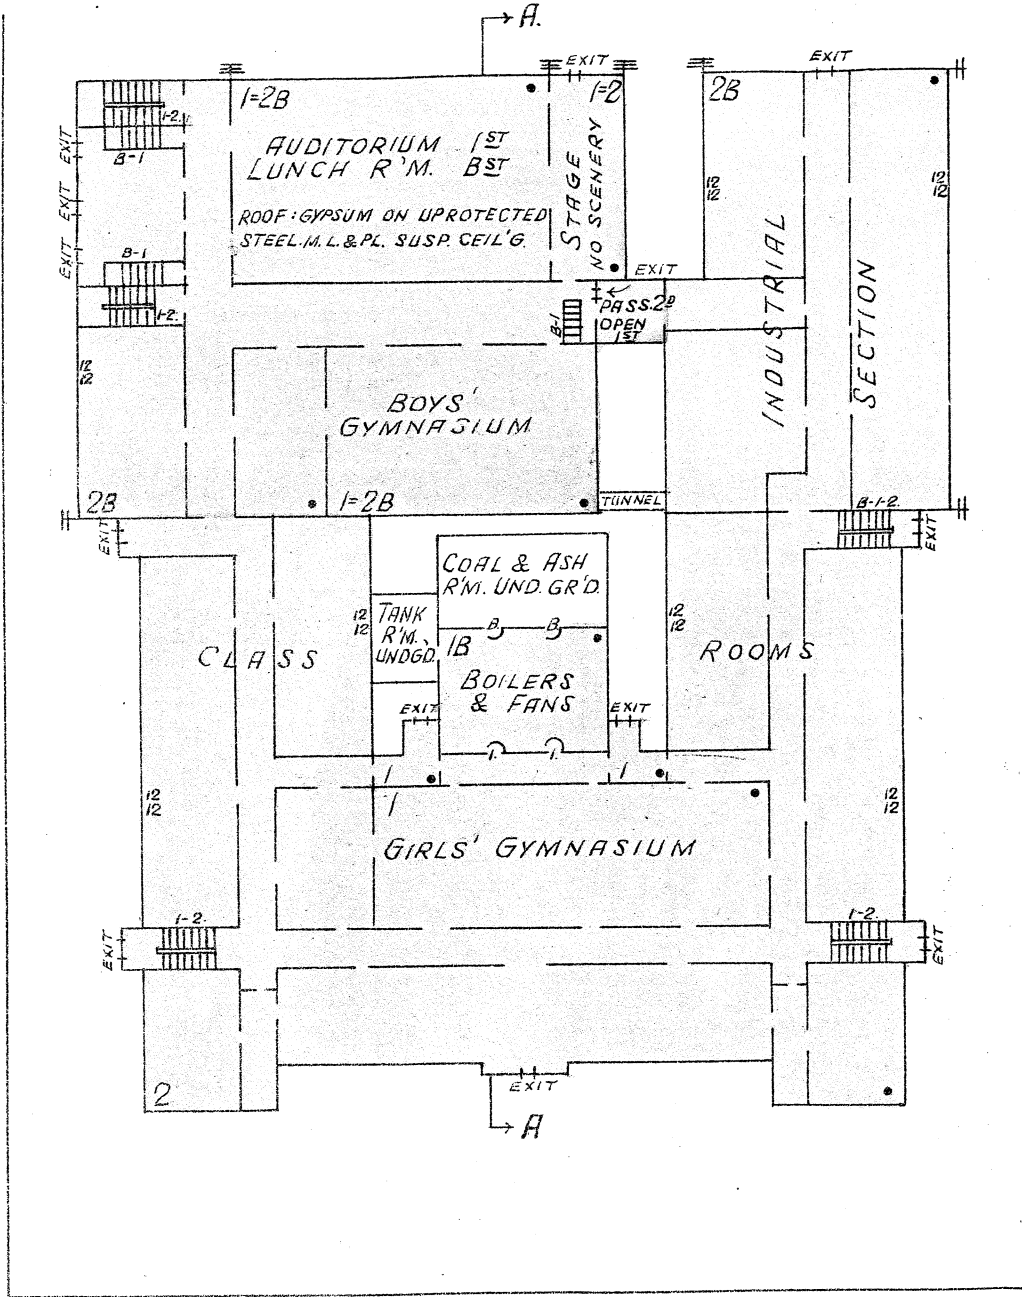 A.
EXIT
EXIT
1=2B
1=2
2B
1-2.
B-1
AUDITORIUM 1ST
LUNCH R'M. BST
STAGE
NO SCENERY
EXIT
EXIT
EXIT
12
12
12
12
ROOF: GYPSUM ON UPROTECTED
STEEL. M. L. & PL. SUSP. CEIL'G.
INDUSTRIAL
SECTION
B-1
1-2.
EXIT
PASS. 2D
OPEN
1ST
B-1
12
12
BOYS'
GYMNASIUM
2B
1=2B
TUNNEL
B-1-2.
EXIT
EXIT
COAL & ASH
R'M. UND. GR'D.
12
12
TANK
R'M.
UNDGD.
B.
B.
12
12
1B
CLASS
ROOMS
BOILERS
& FANS
EXIT
EXIT
1.
1.
1
1
1
12
12
12
12
GIRLS' GYMNASIUM
1-2.
1-2.
EXIT
EXIT
2
EXIT
A